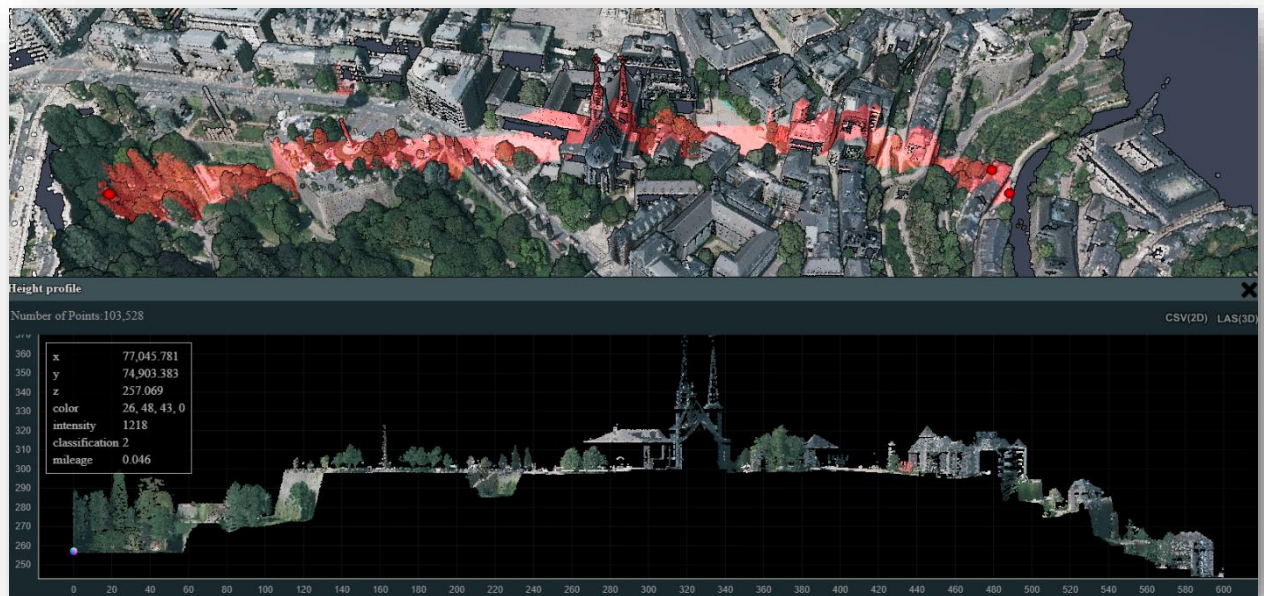 Height profile
Number of Points:103,528
CSV(2D) LAS(3D)
370
360
350
340
330
320
310
300
290
280
270
260
250
x 77,045.781
y 74,903.383
z 257.069
color 26, 48, 43, 0
intensity 1218
classification 2
mileage 0.046
0 20 40 60 80 100 120 140 160 180 200 220 240 260 280 300 320 340 360 380 400 420 440 460 480 500 520 540 560 580 600